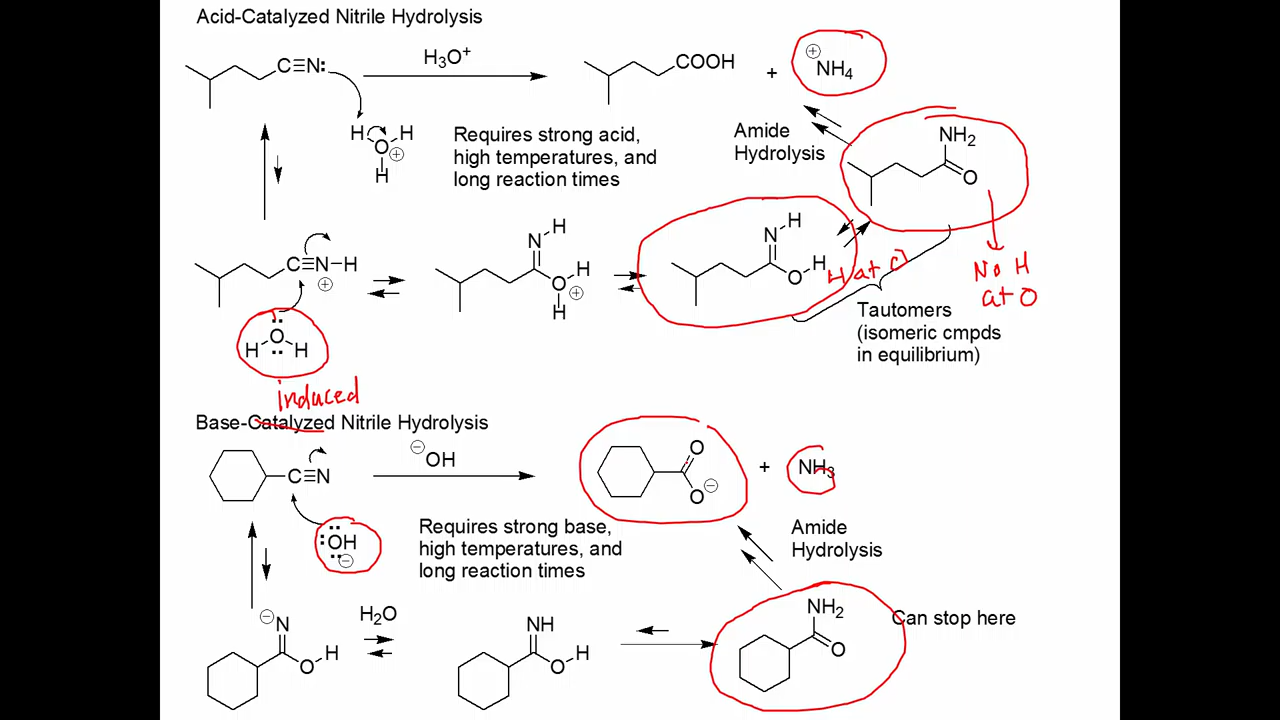 Acid-Catalyzed Nitrile Hydrolysis
C≡N:
H₃O⁺
COOH
+
⊕
NH₄
H H
O ⊕
H
Requires strong acid,
high temperatures, and
long reaction times
Amide
Hydrolysis
NH₂
O
C≡N-H
⊕
H
N
O H
⊕
H
H
N
O H
H at O
No H
at O
Tautomers
(isomeric cmpds
in equilibrium)
O
H H
induced
Base-Catalyzed Nitrile Hydrolysis
C≡N
⊖
OH
O
O ⊖
+
NH₃
:OH
⊖
Requires strong base,
high temperatures, and
long reaction times
Amide
Hydrolysis
⊖ N
O H
H₂O
NH
O H
NH₂
O
Can stop here